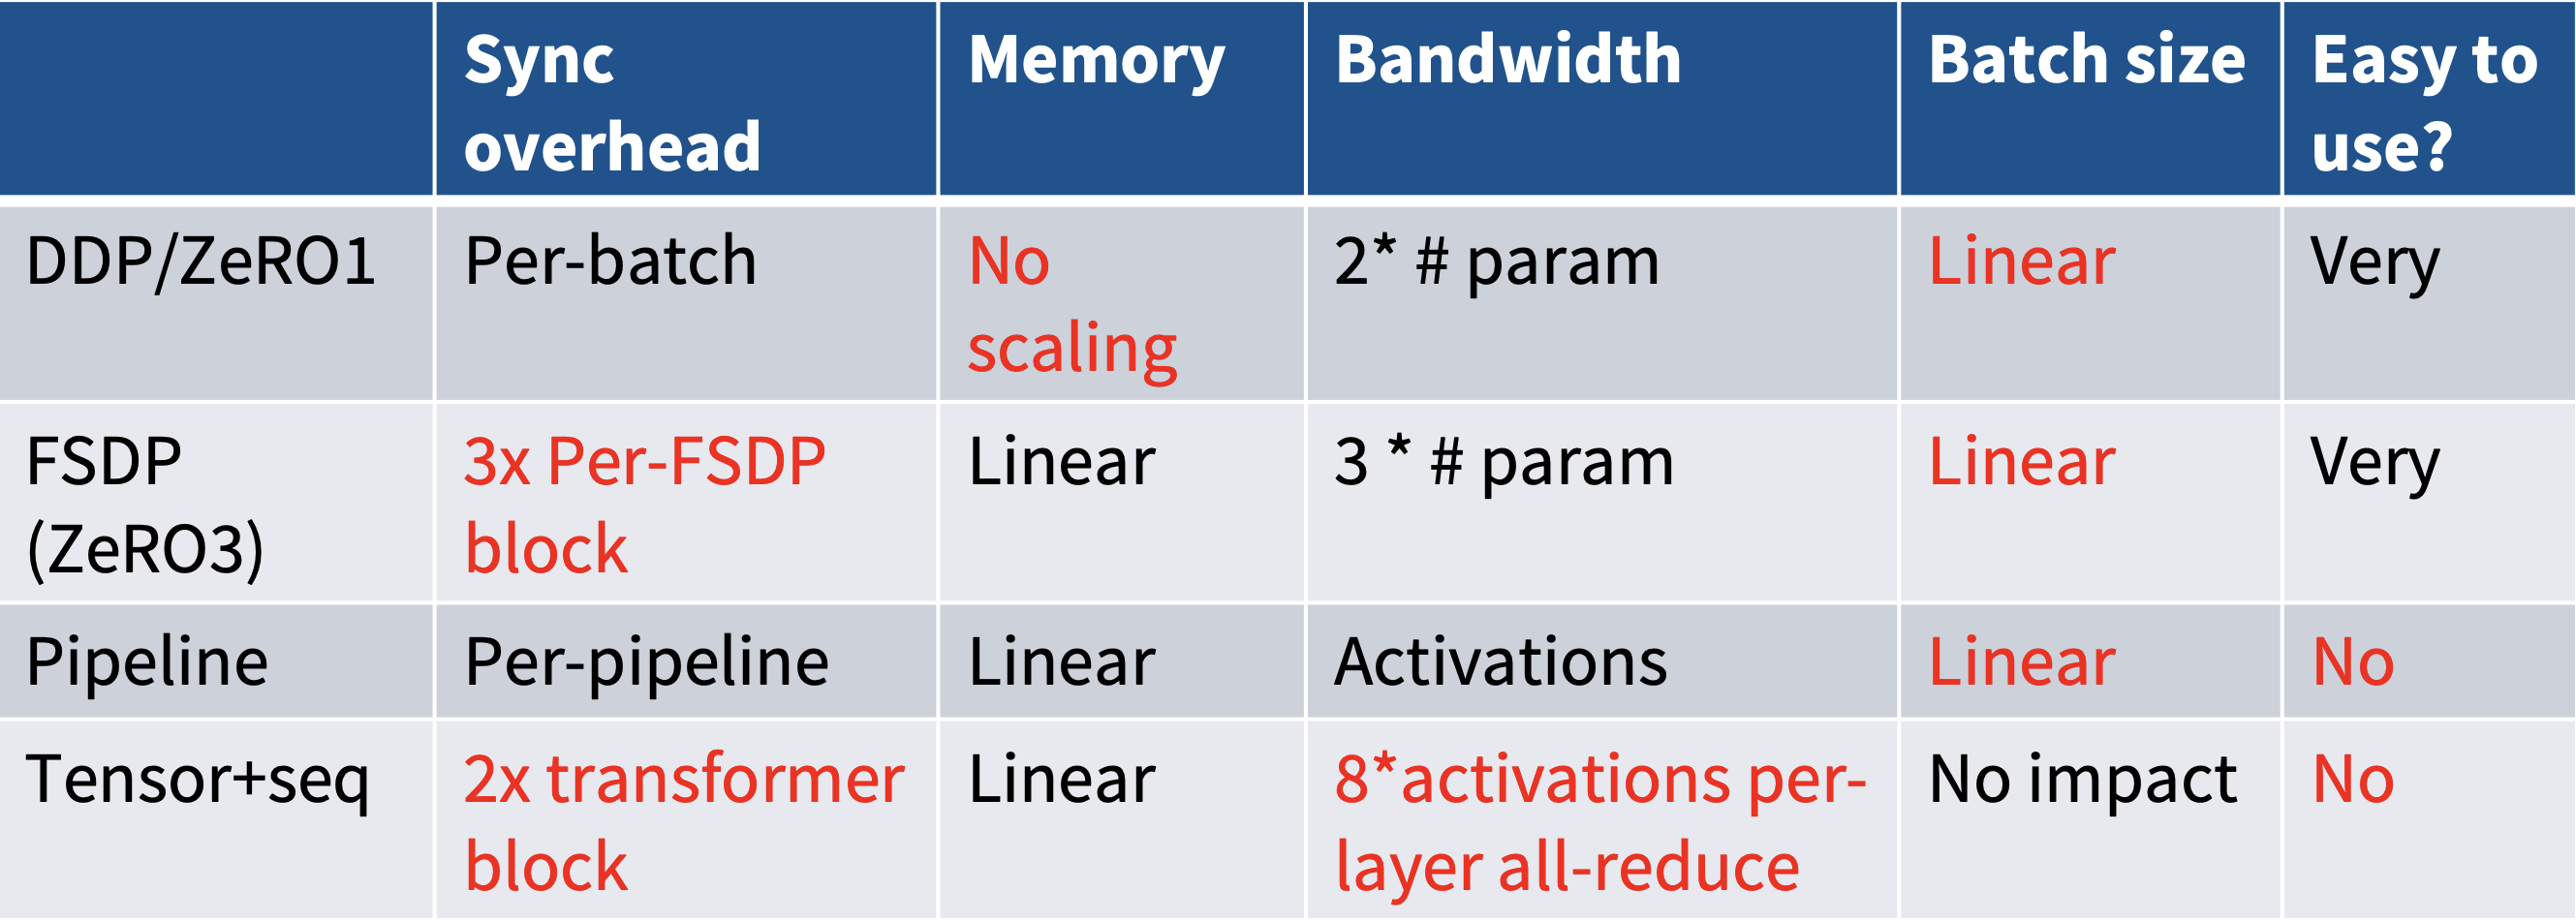 Sync
overhead
Memory
Bandwidth
Batch size
Easy to
use?
DDP/ZeRO1
Per-batch
No
scaling
2* # param
Linear
Very
FSDP
(ZeRO3)
3x Per-FSDP
block
Linear
3 * # param
Linear
Very
Pipeline
Per-pipeline
Linear
Activations
Linear
No
Tensor+seq
2x transformer
block
Linear
8*activations per-
layer all-reduce
No impact
No